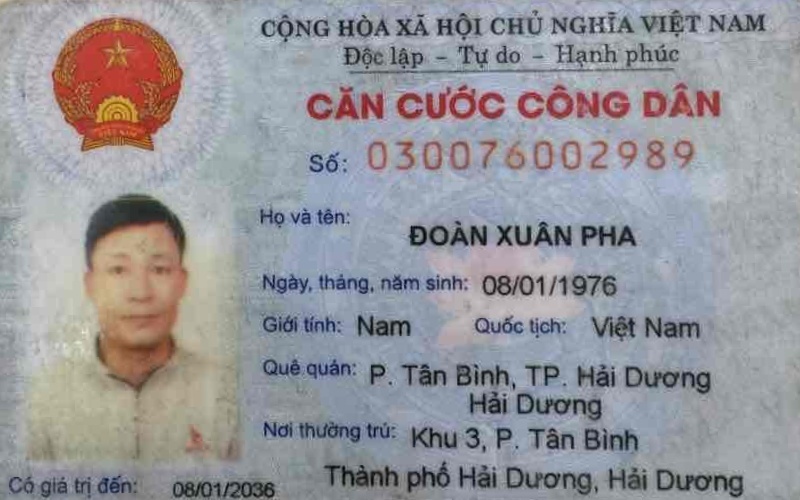 CỘNG HÒA XÃ HỘI CHỦ NGHĨA VIỆT NAM
Độc lập – Tự do – Hạnh phúc
CĂN CƯỚC CÔNG DÂN
Số: 030076002989
Họ và tên:
ĐOÀN XUÂN PHA
Ngày, tháng, năm sinh: 08/01/1976
Giới tính: Nam Quốc tịch: Việt Nam
Quê quán: P. Tân Bình, TP. Hải Dương
Hải Dương
Nơi thường trú: Khu 3, P. Tân Bình
Thành phố Hải Dương, Hải Dương
Có giá trị đến: 08/01/2036
VIỆT NAM